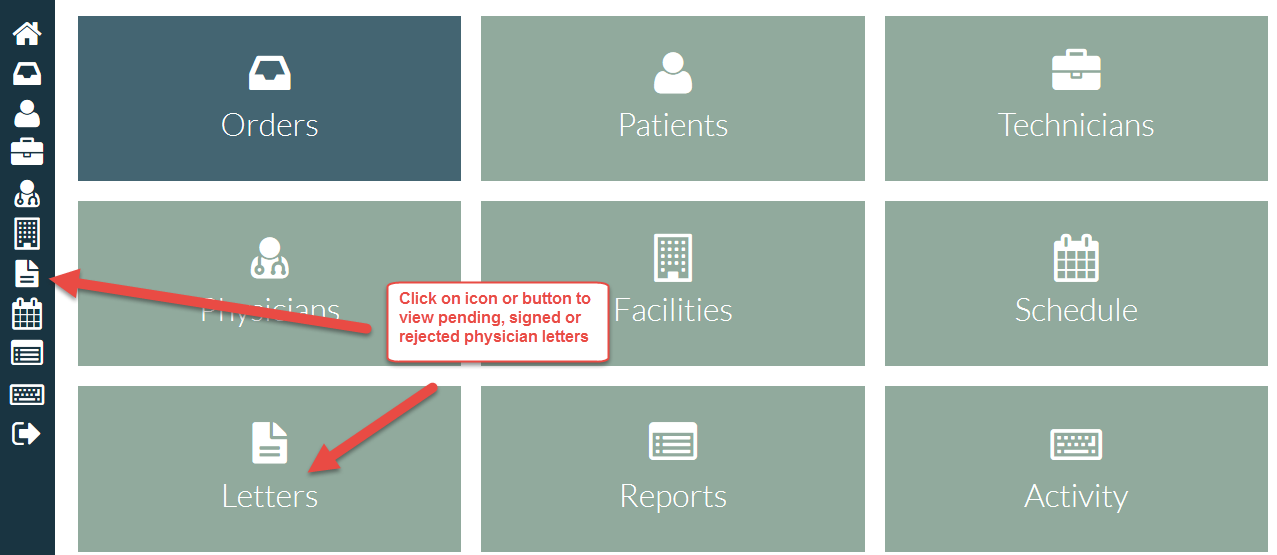 Orders
Patients
Technicians
Physicians
Click on icon or button to
view pending, signed or
rejected physician letters
Facilities
Schedule
Letters
Reports
Activity